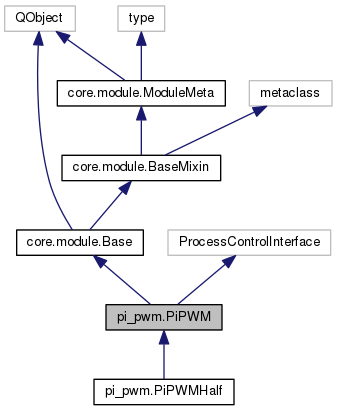 QObject
type
core.module.ModuleMeta
metaclass
core.module.BaseMixin
core.module.Base
ProcessControlInterface
pi_pwm.PiPWM
pi_pwm.PiPWMHalf